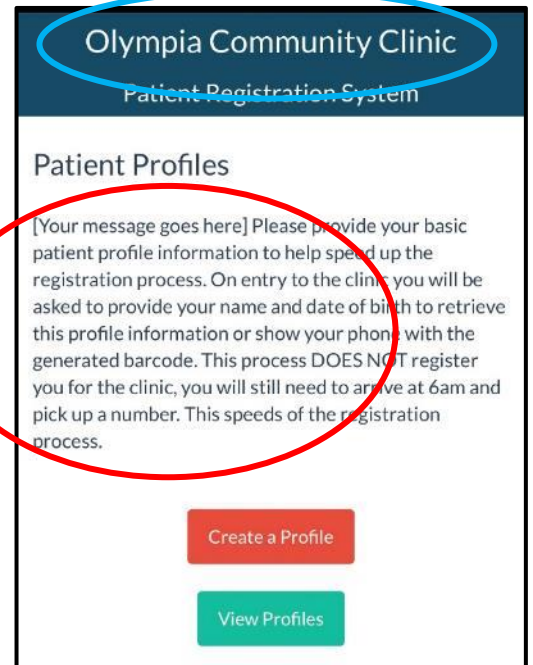 Olympia Community Clinic
Patient Registration System
Patient Profiles
[Your message goes here] Please provide your basic
patient profile information to help speed up the
registration process. On entry to the clinic you will be
asked to provide your name and date of birth to retrieve
this profile information or show your phone with the
generated barcode. This process DOES NOT register
you for the clinic, you will still need to arrive at 6am and
pick up a number. This speeds of the registration
process.
Create a Profile
View Profiles